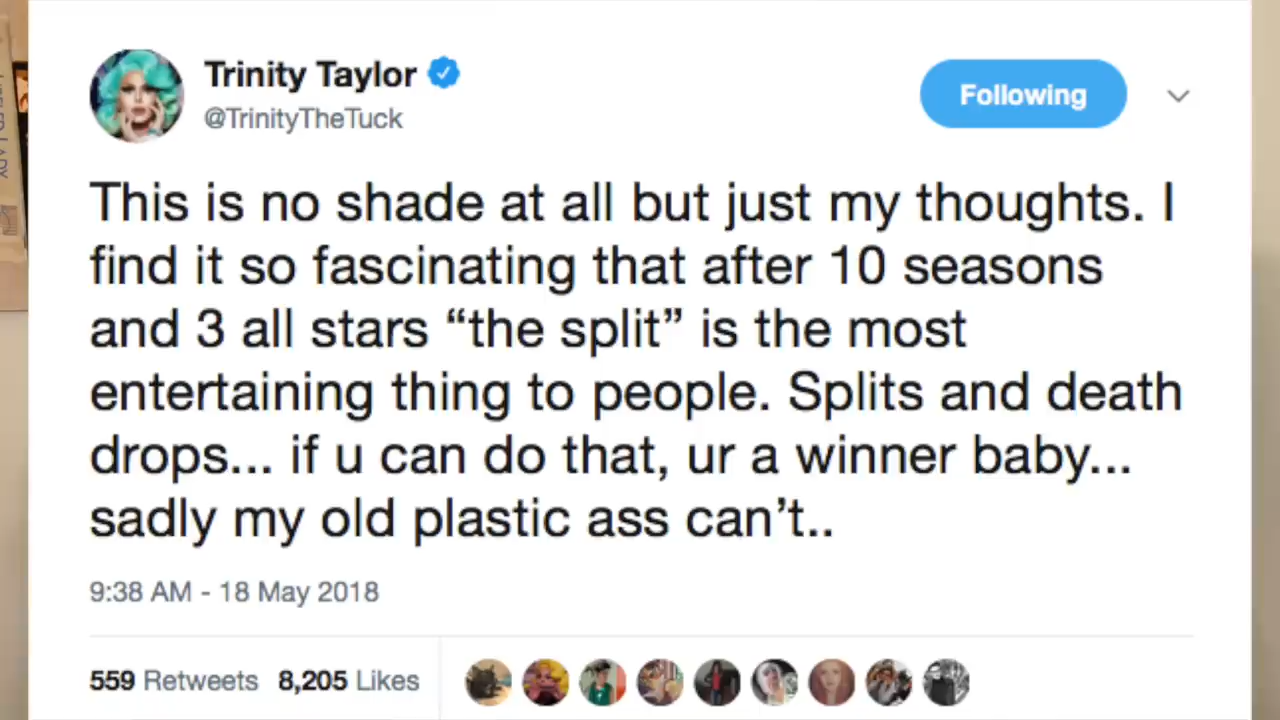 Trinity Taylor
@TrinityTheTuck
Following
This is no shade at all but just my thoughts. I
find it so fascinating that after 10 seasons
and 3 all stars “the split” is the most
entertaining thing to people. Splits and death
drops... if u can do that, ur a winner baby...
sadly my old plastic ass can’t..
9:38 AM - 18 May 2018
559 Retweets 8,205 Likes